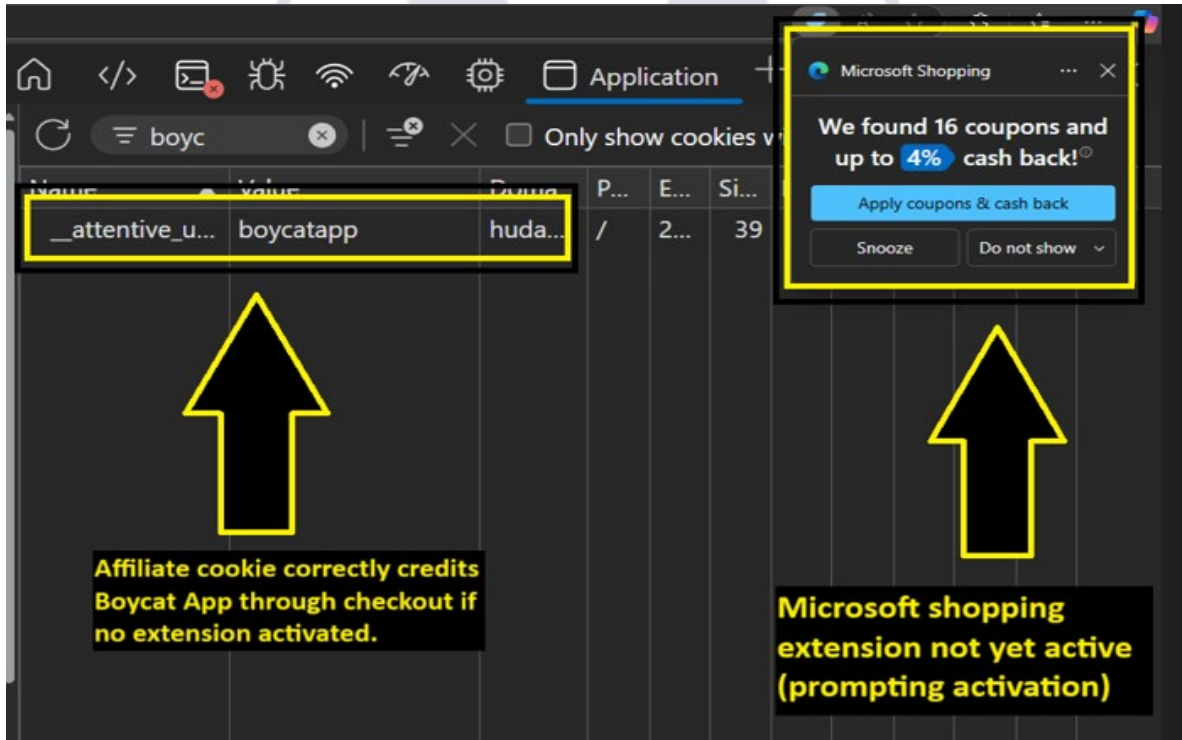 </> Application +
boyc Only show cookies w
Name Value Doma P... E... Si...
__attentive_u... boycatapp huda... / 2... 39
Microsoft Shopping ...
We found 16 coupons and
up to 4% cash back!
Apply coupons & cash back
Snooze Do not show
Affiliate cookie correctly credits
Boycat App through checkout if
no extension activated.
Microsoft shopping
extension not yet active
(prompting activation)